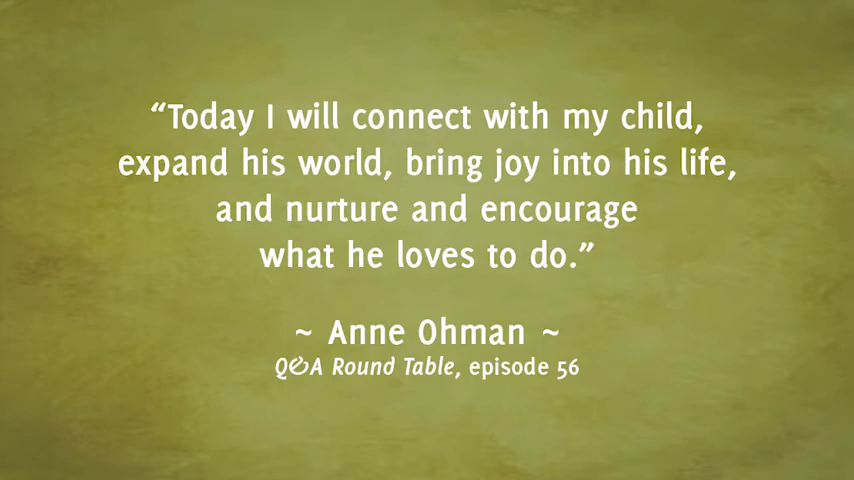 “Today I will connect with my child,
expand his world, bring joy into his life,
and nurture and encourage
what he loves to do.”
~ Anne Ohman ~
Q&A Round Table, episode 56